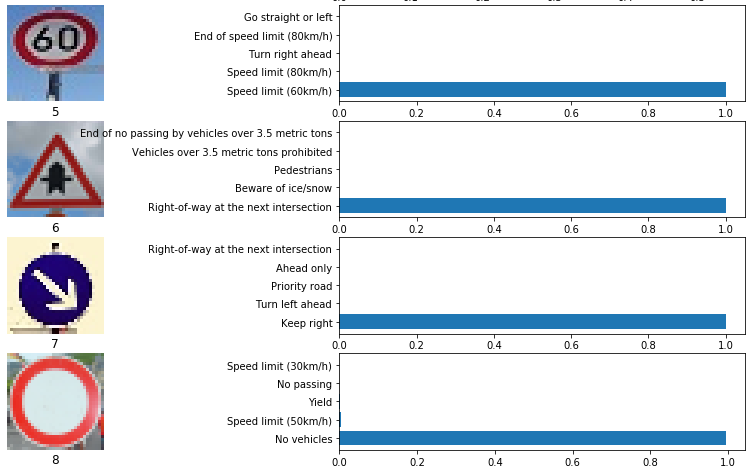 60
Go straight or left
End of speed limit (80km/h)
Turn right ahead
Speed limit (80km/h)
Speed limit (60km/h)
0.0 0.2 0.4 0.6 0.8 1.0
5
End of no passing by vehicles over 3.5 metric tons
Vehicles over 3.5 metric tons prohibited
Pedestrians
Beware of ice/snow
Right-of-way at the next intersection
0.0 0.2 0.4 0.6 0.8 1.0
6
Right-of-way at the next intersection
Ahead only
Priority road
Turn left ahead
Keep right
0.0 0.2 0.4 0.6 0.8 1.0
7
Speed limit (30km/h)
No passing
Yield
Speed limit (50km/h)
No vehicles
0.0 0.2 0.4 0.6 0.8 1.0
8